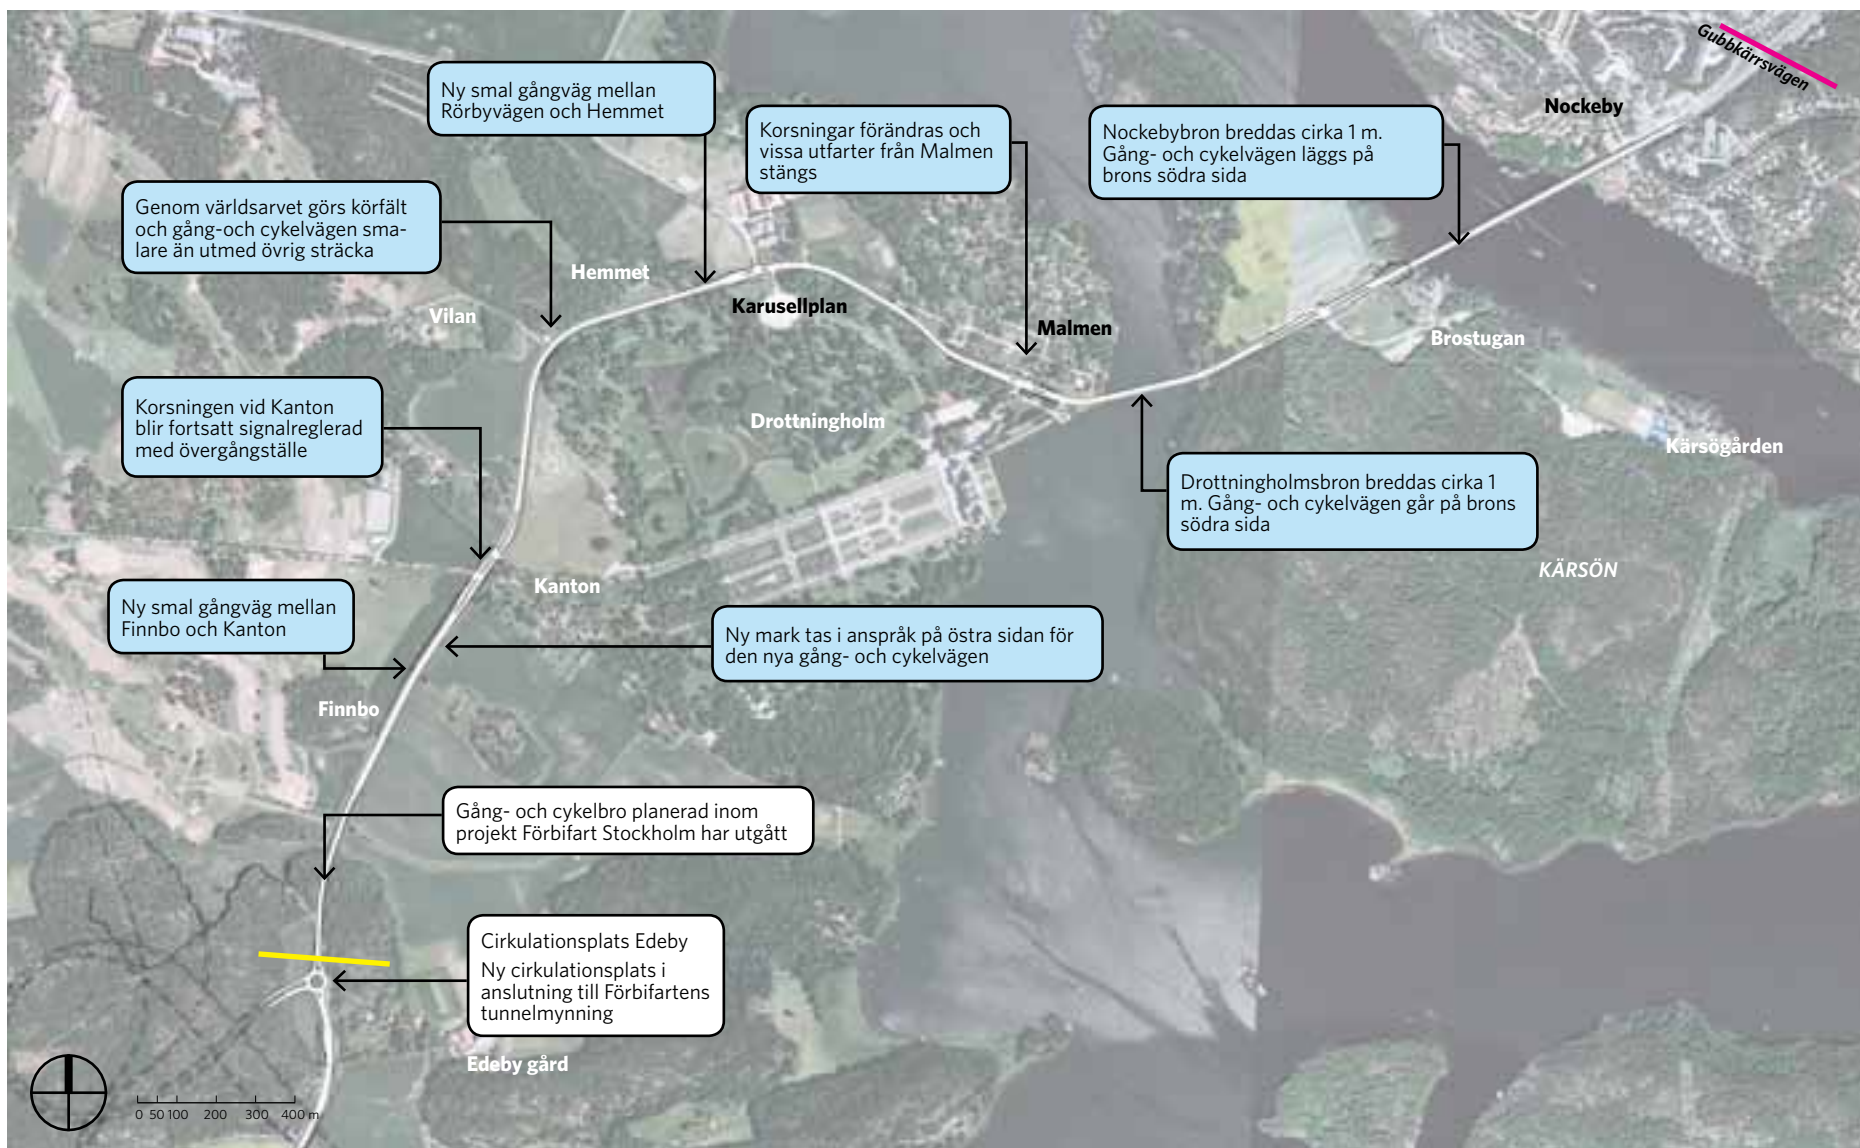 Gubbkärrsvägen
Nockeby
Ny smal gångväg mellan
Rörbyvägen och Hemmet
Korsningar förändras och
vissa utfarter från Malmen
stängs
Nockebybron breddas cirka 1 m.
Gång- och cykelvägen läggs på
brons södra sida
Genom världsarvet görs körfält
och gång-och cykelvägen sma-
lare än utmed övrig sträcka
Hemmet
Vilan
Karusellplan
Malmen
Brostugan
Korsningen vid Kanton
blir fortsatt signalreglerad
med övergångställe
Drottningholm
Kärsögården
Drottningholmsbron breddas cirka 1
m. Gång- och cykelvägen går på brons
södra sida
KÄRSÖN
Kanton
Ny smal gångväg mellan
Finnbo och Kanton
Ny mark tas i anspråk på östra sidan för
den nya gång- och cykelvägen
Finnbo
Gång- och cykelbro planerad inom
projekt Förbifart Stockholm har utgått
Cirkulationsplats Edeby
Ny cirkulationsplats i
anslutning till Förbifartens
tunnelmynning
Edeby gård
0 50 100 200 300 400 m